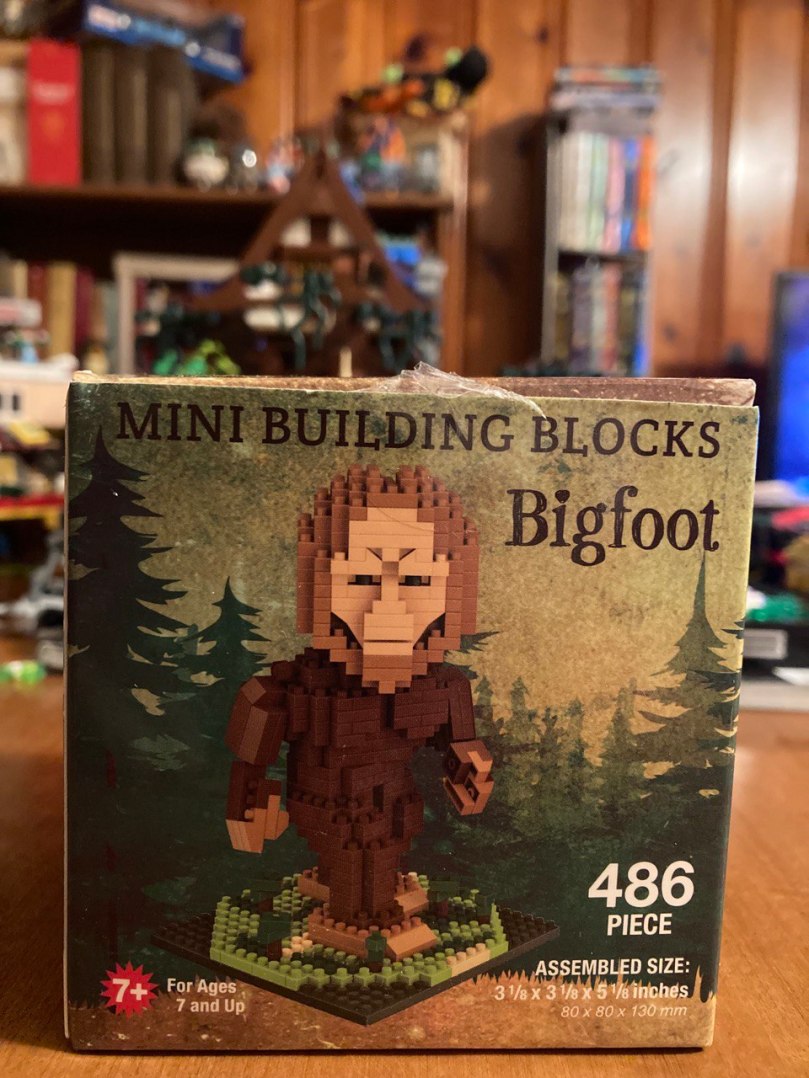 MINI BUILDING BLOCKS
Bigfoot
486
PIECE
ASSEMBLED SIZE:
3 1/8 x 3 1/8 x 5 1/8 inches
80 x 80 x 130 mm
7+
For Ages
7 and Up